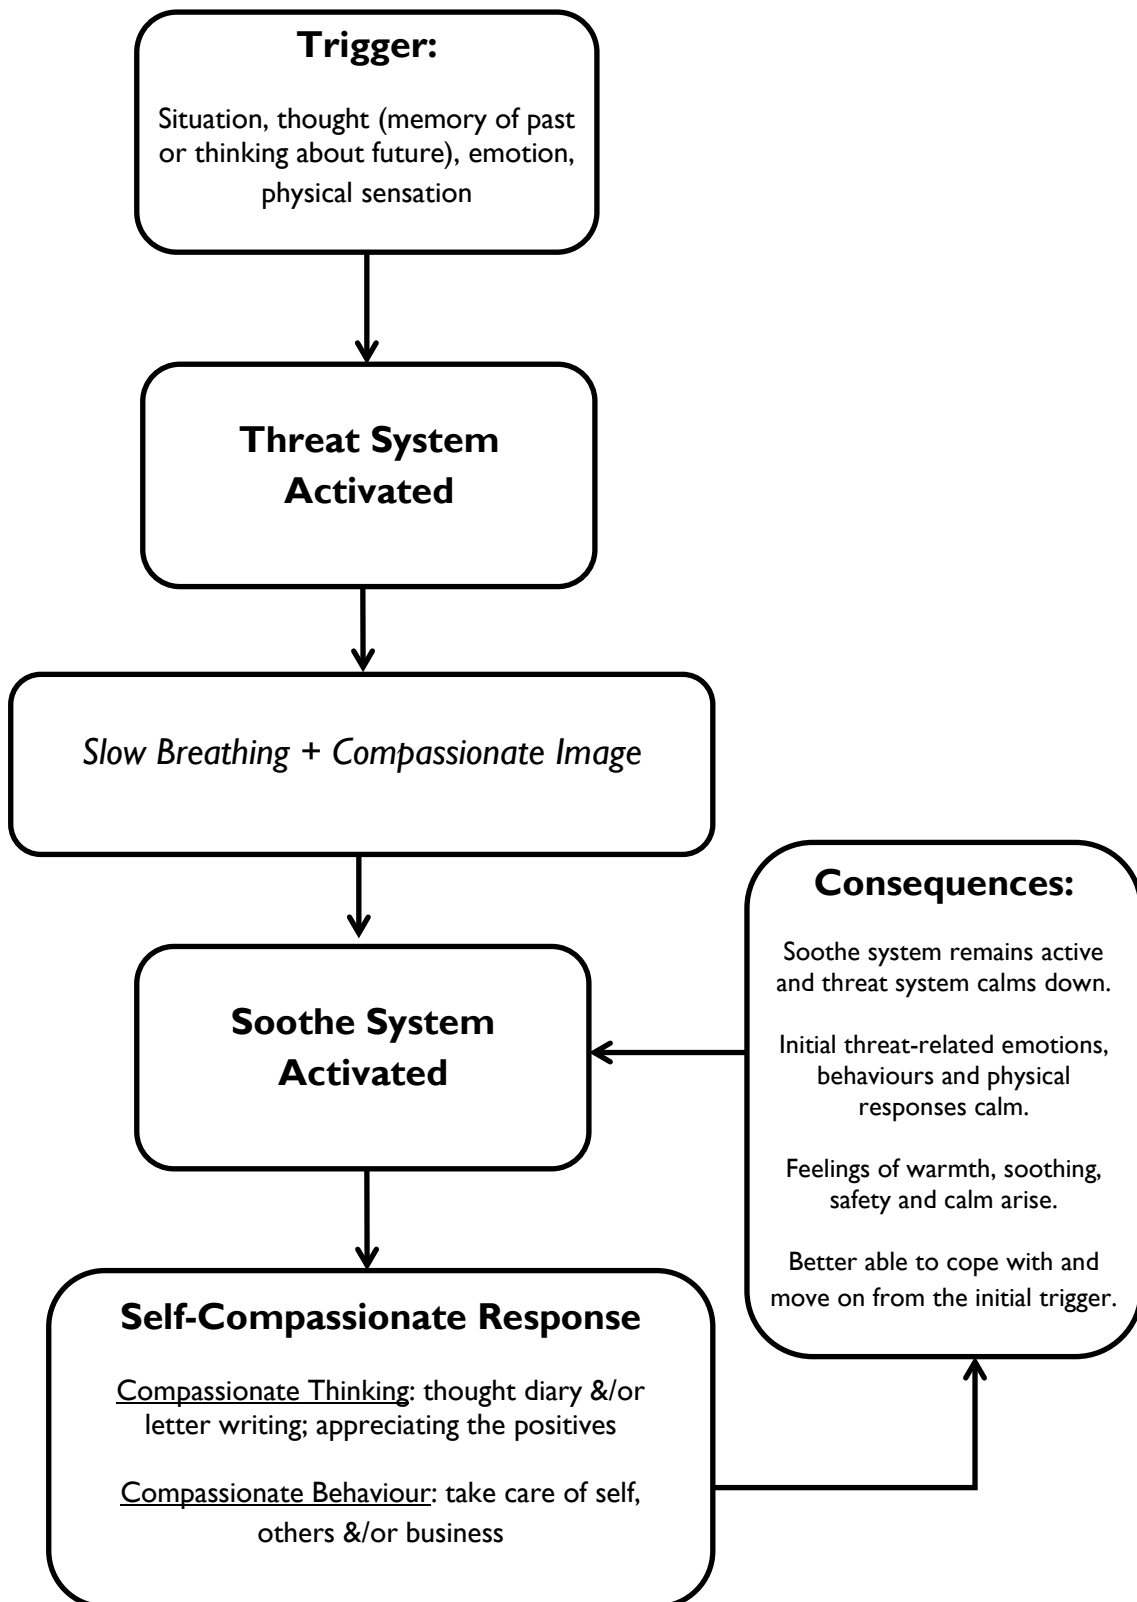 Trigger:
Situation, thought (memory of past
or thinking about future), emotion,
physical sensation
Threat System
Activated
Slow Breathing + Compassionate Image
Soothe System
Activated
Self-Compassionate Response
Compassionate Thinking: thought diary &/or
letter writing; appreciating the positives
Compassionate Behaviour: take care of self,
others &/or business
Consequences:
Soothe system remains active
and threat system calms down.
Initial threat-related emotions,
behaviours and physical
responses calm.
Feelings of warmth, soothing,
safety and calm arise.
Better able to cope with and
move on from the initial trigger.